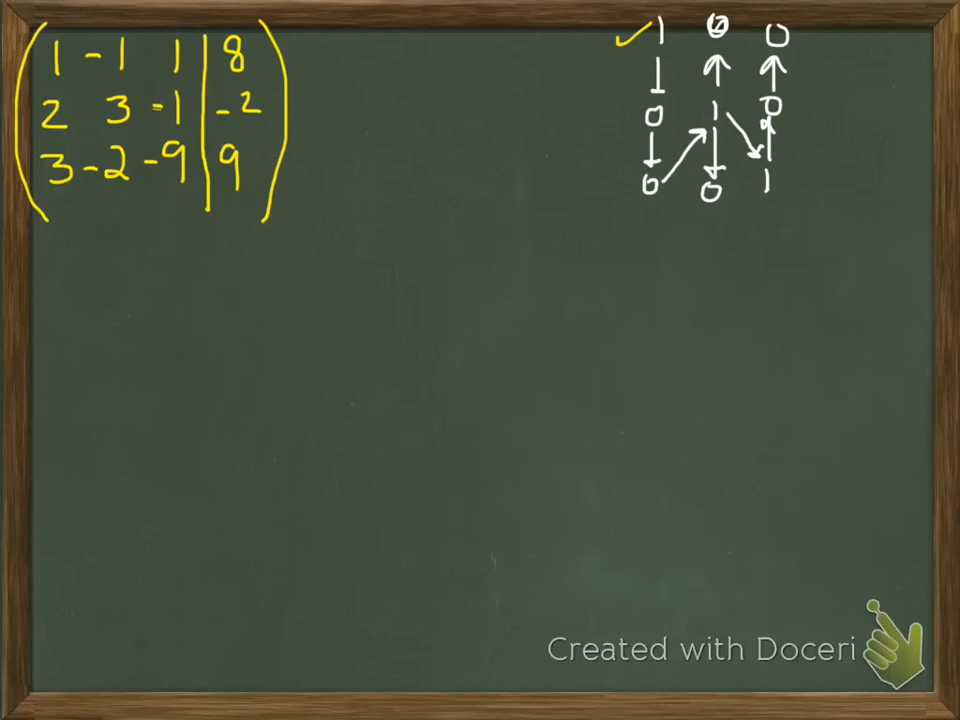 1 -1 1 | 8
2 3 -1 | -2
3 -2 -9 | 9
✓ 1 0 0
0 1 0
0 0 1
Created with Doceri